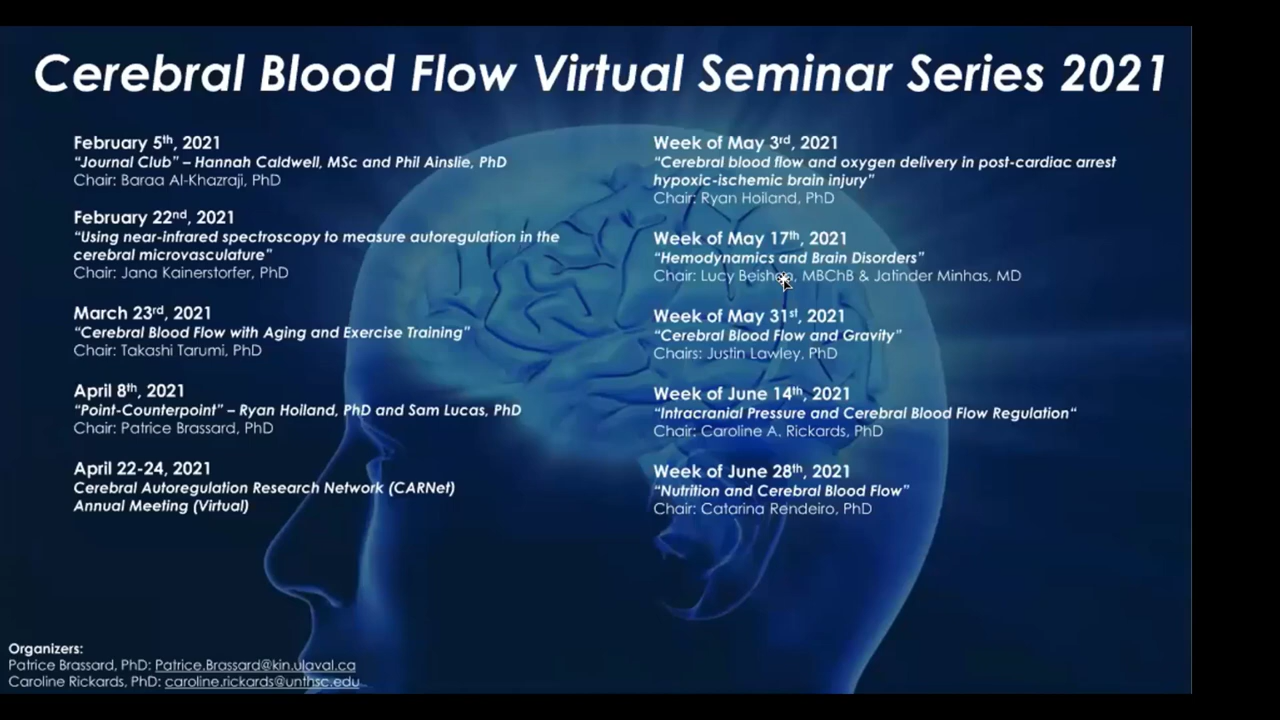 Cerebral Blood Flow Virtual Seminar Series 2021
February 5th, 2021
“Journal Club” – Hannah Caldwell, MSc and Phil Ainslie, PhD
Chair: Baraa Al-Khazraji, PhD
February 22nd, 2021
“Using near-infrared spectroscopy to measure autoregulation in the
cerebral microvasculature”
Chair: Jana Kainerstorfer, PhD
March 23rd, 2021
“Cerebral Blood Flow with Aging and Exercise Training”
Chair: Takashi Tarumi, PhD
April 8th, 2021
“Point-Counterpoint” – Ryan Holland, PhD and Sam Lucas, PhD
Chair: Patrice Brassard, PhD
April 22-24, 2021
Cerebral Autoregulation Research Network (CARNet)
Annual Meeting (Virtual)
Week of May 3rd, 2021
“Cerebral blood flow and oxygen delivery in post-cardiac arrest
hypoxic-ischemic brain injury”
Chair: Ryan Hoiland, PhD
Week of May 17th, 2021
“Hemodynamics and Brain Disorders”
Chair: Lucy MBChB & Jatinder Minhas, MD
Week of May 31st, 2021
“Cerebral Blood Flow and Gravity”
Chairs: Justin Lawley, PhD
Week of June 14th, 2021
“Intracranial Pressure and Cerebral Blood Flow Regulation“
Chair: Caroline A. Rickards, PhD
Week of June 28th, 2021
“Nutrition and Cerebral Blood Flow”
Chair: Catarina Rendeiro, PhD
Organizers:
Patrice Brassard, PhD: Patrice.Brassard@kin.ulaval.ca
Caroline Rickards, PhD: caroline.rickards@unthsc.edu